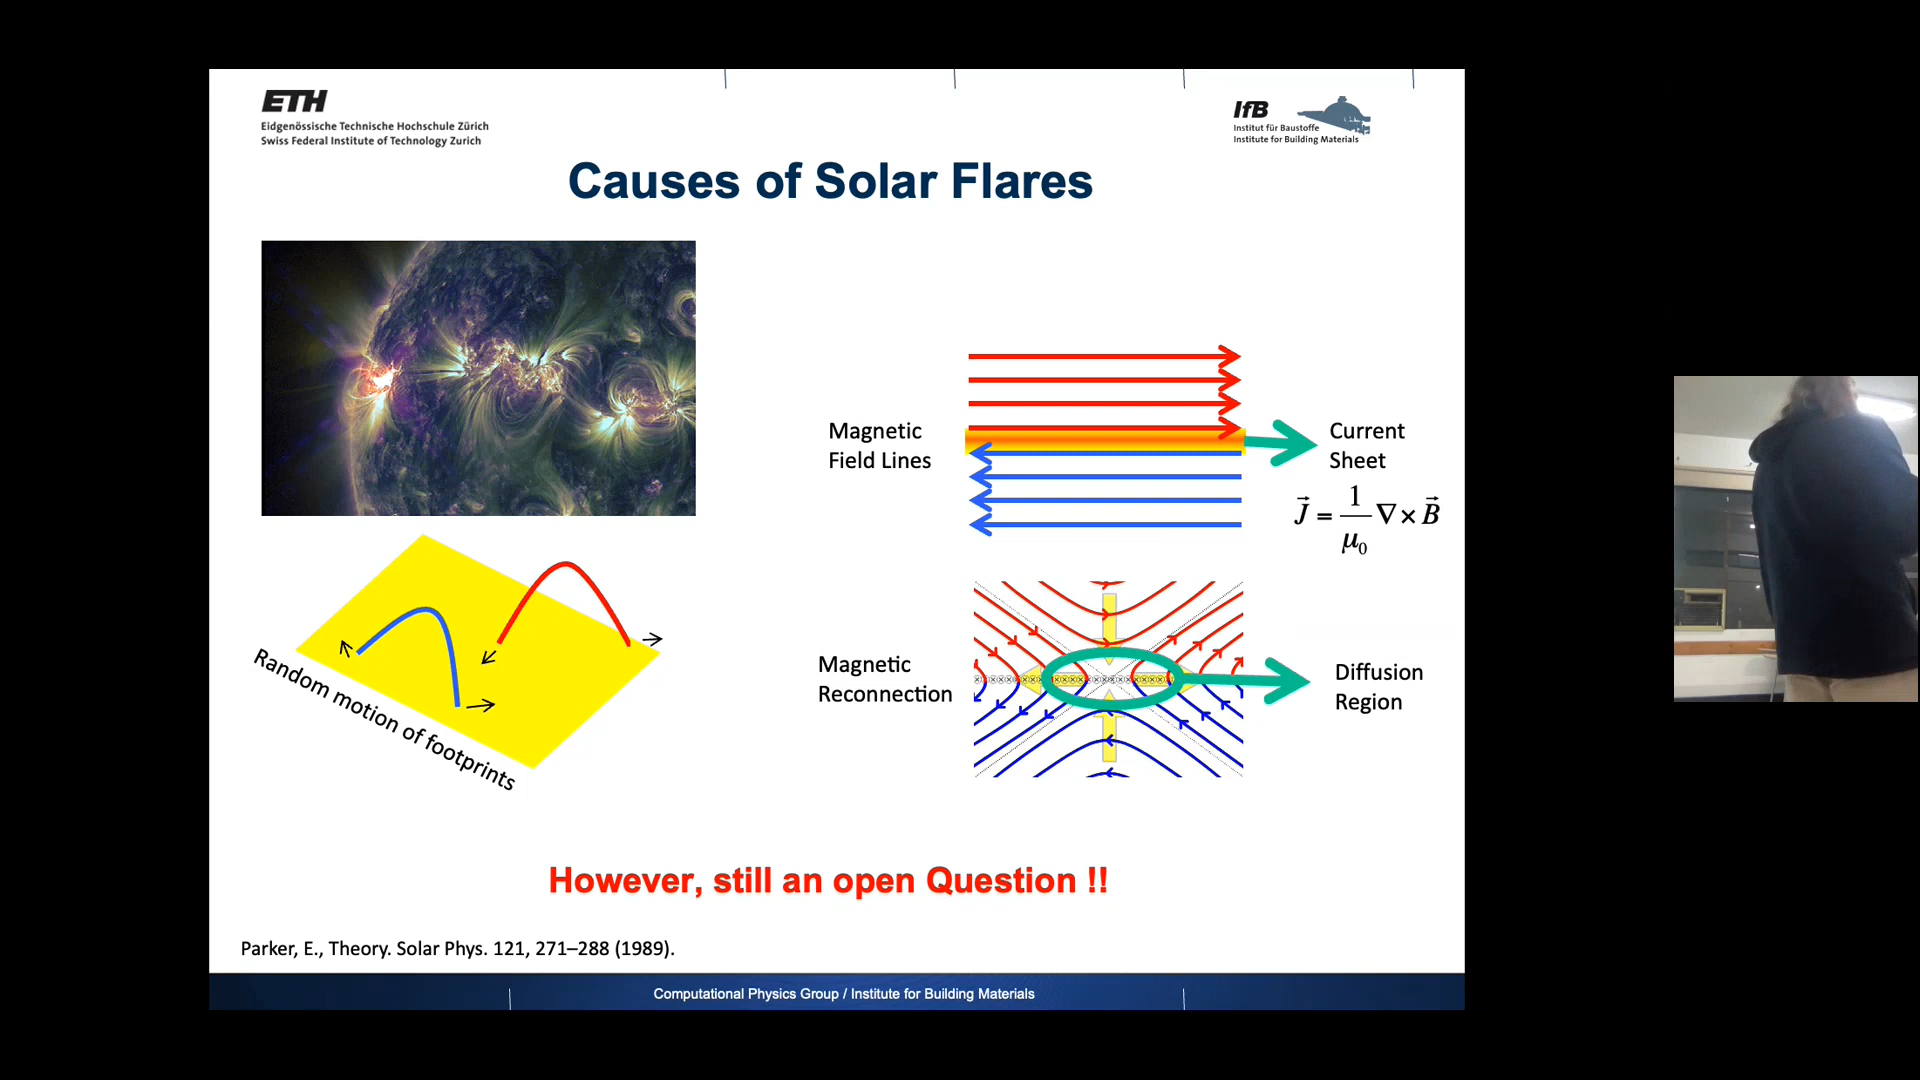 ETH
Eidgenössische Technische Hochschule Zürich
Swiss Federal Institute of Technology Zurich
IfB
Institut für Baustoffe
Institute for Building Materials
Causes of Solar Flares
Magnetic
Field Lines
Current
Sheet
J⃗ = 1/μ₀ ∇ × B⃗
Random motion of footprints
Magnetic
Reconnection
Diffusion
Region
However, still an open Question !!
Parker, E., Theory. Solar Phys. 121, 271–288 (1989).
Computational Physics Group / Institute for Building Materials